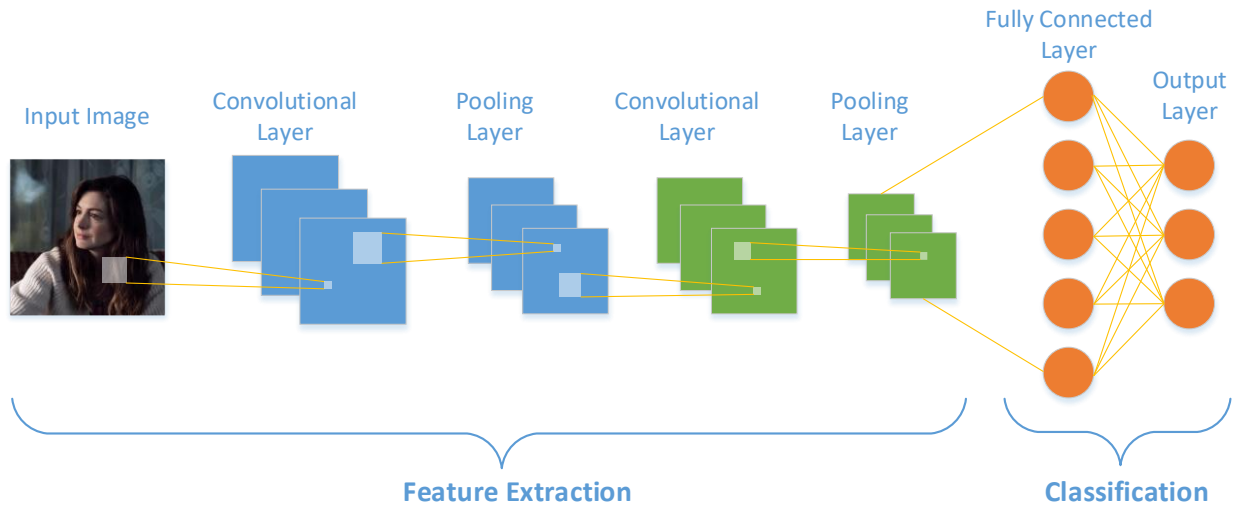 Input Image
Convolutional
Layer
Pooling
Layer
Convolutional
Layer
Pooling
Layer
Fully Connected
Layer
Output
Layer
Feature Extraction
Classification